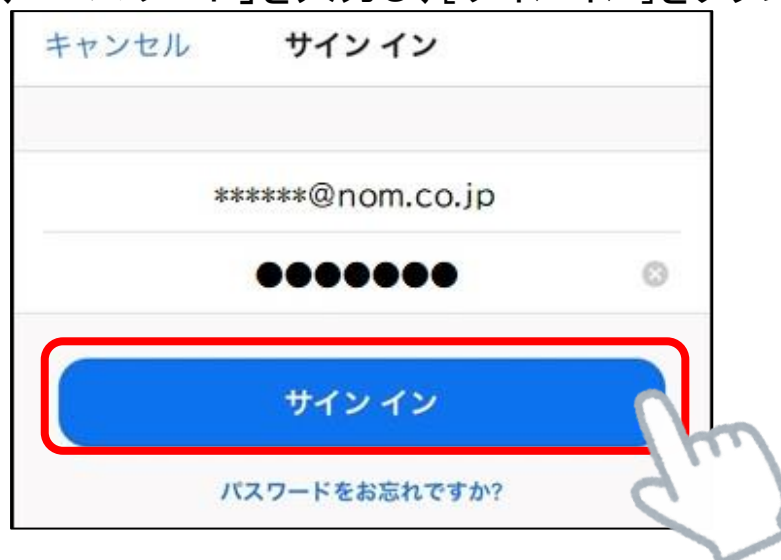 キャンセル サイン イン
******@nom.co.jp
●●●●●●●
サイン イン
パスワードをお忘れですか?